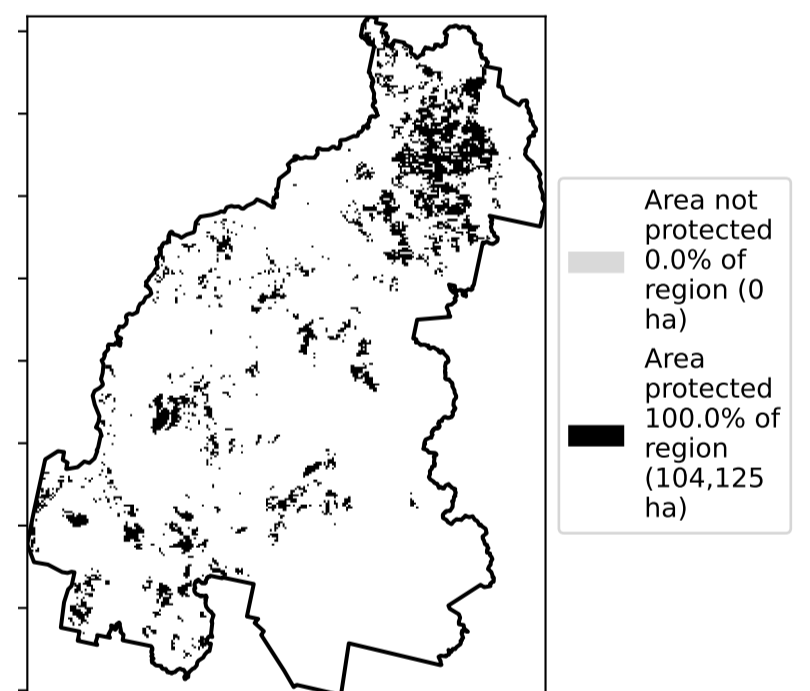 Area not
protected
0.0% of
region (0
ha)
Area
protected
100.0% of
region
(104,125
ha)